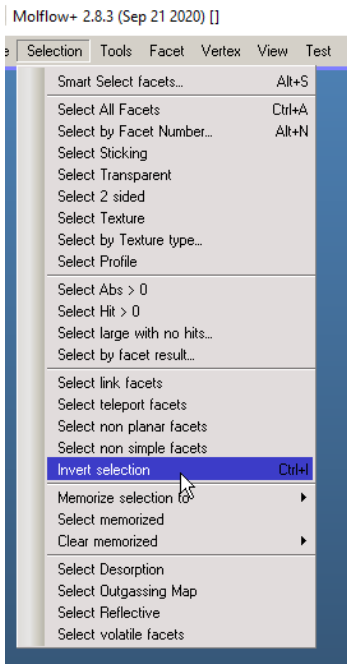 Molflow+ 2.8.3 (Sep 21 2020) []
e Selection Tools Facet Vertex View Test
Smart Select facets... Alt+S
Select All Facets Ctrl+A
Select by Facet Number... Alt+N
Select Sticking
Select Transparent
Select 2 sided
Select Texture
Select by Texture type...
Select Profile
Select Abs > 0
Select Hit > 0
Select large with no hits...
Select by facet result...
Select link facets
Select teleport facets
Select non planar facets
Select non simple facets
Invert selection Ctrl+I
Memorize selection to
Select memorized
Clear memorized
Select Desorption
Select Outgassing Map
Select Reflective
Select volatile facets